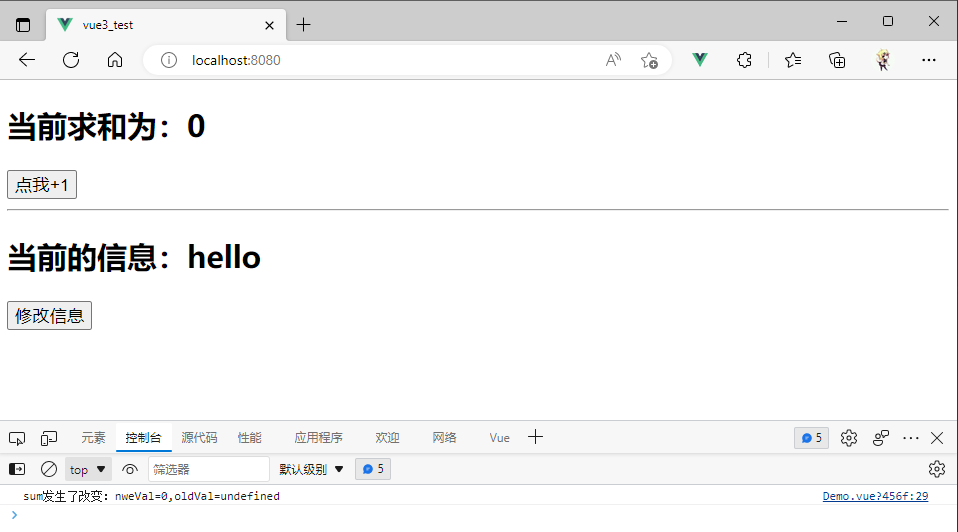 vue3_test
localhost:8080
当前求和为：0
点我+1
当前的信息：hello
修改信息
元素 控制台 源代码 性能 应用程序 欢迎 网络 Vue 5
top 筛选器 默认级别 5
sum发生了改变：nweVal=0,oldVal=undefined Demo.vue?456f:29